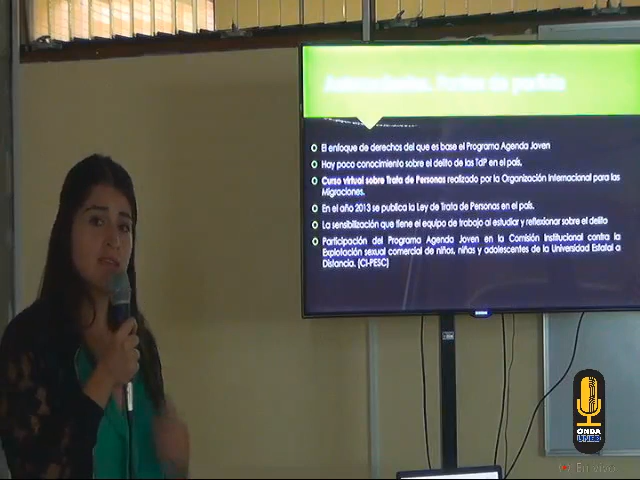 Antecedentes. Puntos de partida
El enfoque de derechos del que es base el Programa Agenda Joven
Hay poco conocimiento sobre el delito de las TdP en el país.
Curso virtual sobre Trata de Personas realizado por la Organización Internacional para las
Migraciones.
En el año 2013 se publica la Ley de Trata de Personas en el país.
La sensibilización que tiene el equipo de trabajo al estudiar y reflexionar sobre el delito
Participación del Programa Agenda Joven en la Comisión Institucional contra la
Explotación sexual comercial de niños, niñas y adolescentes de la Universidad Estatal a
Distancia. (CI-PESC)
SAMSUNG
ONDA
UNED
En vivo